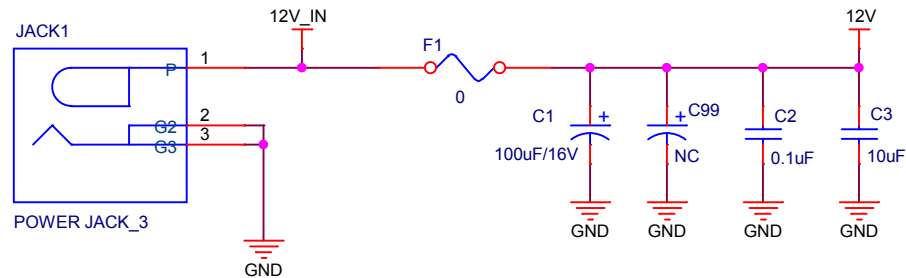 JACK1
12V_IN
12V
F1
1
P
0
2
G2
3
G3
C1
C99
C2
C3
100uF/16V
NC
0.1uF
10uF
POWER JACK_3
GND
GND
GND
GND
GND